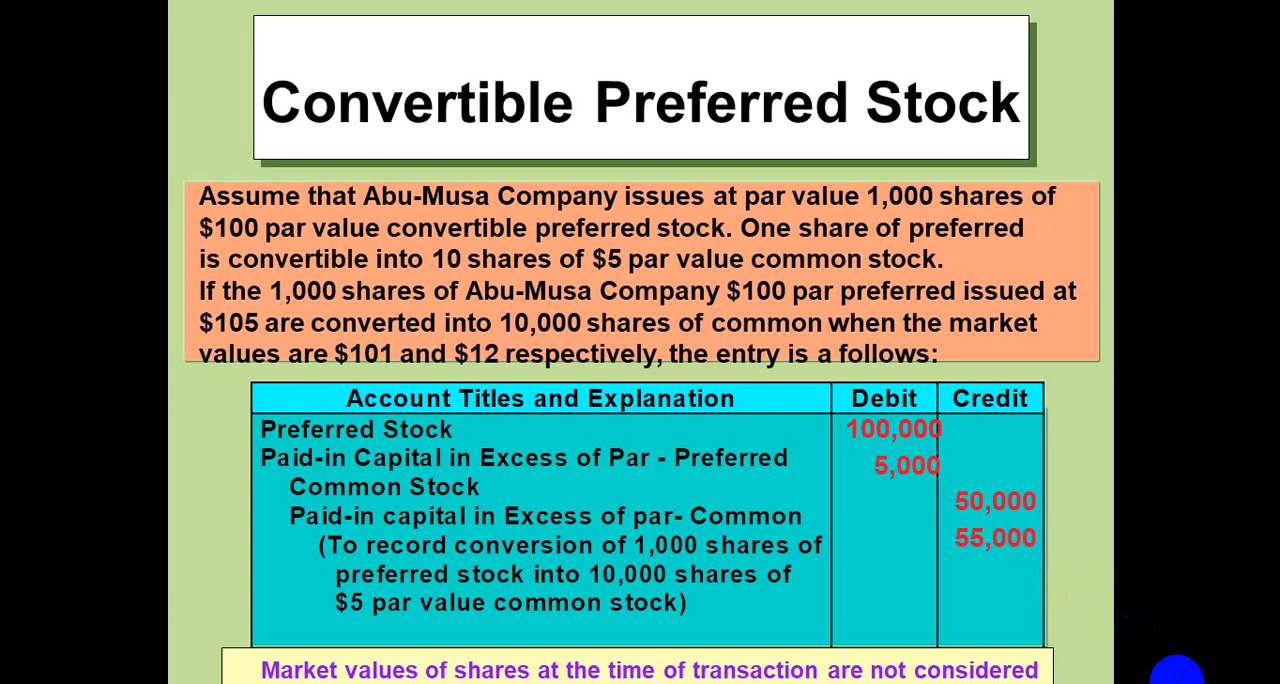 Convertible Preferred Stock
Assume that Abu-Musa Company issues at par value 1,000 shares of
$100 par value convertible preferred stock. One share of preferred
is convertible into 10 shares of $5 par value common stock.
If the 1,000 shares of Abu-Musa Company $100 par preferred issued at
$105 are converted into 10,000 shares of common when the market
values are $101 and $12 respectively, the entry is a follows:
Account Titles and Explanation Debit Credit
Preferred Stock 100,000
Paid-in Capital in Excess of Par - Preferred 5,000
Common Stock 50,000
Paid-in capital in Excess of par- Common 55,000
(To record conversion of 1,000 shares of
preferred stock into 10,000 shares of
$5 par value common stock)
Market values of shares at the time of transaction are not considered